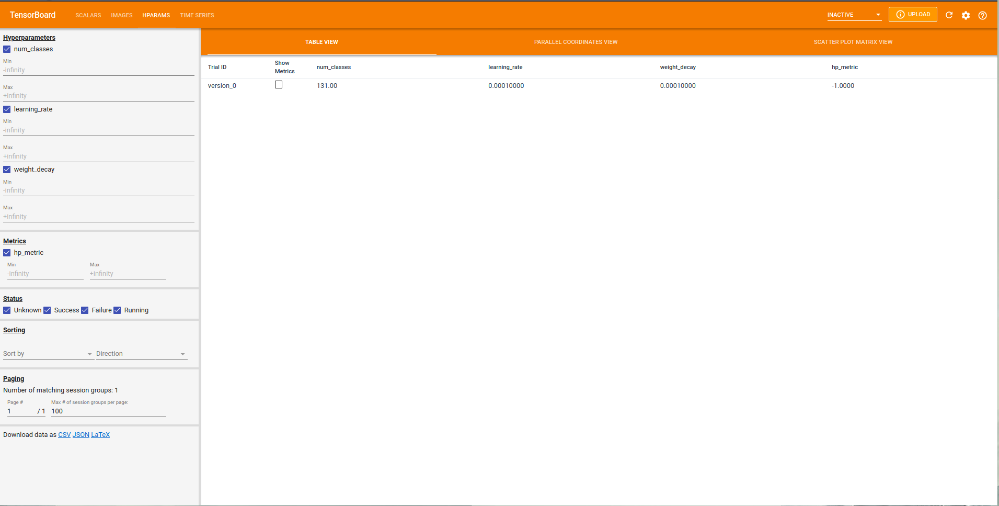 TensorBoard SCALARS IMAGES HPARAMS TIME SERIES INACTIVE UPLOAD
Hyperparameters
num_classes
Min
-infinity
Max
+infinity
learning_rate
Min
-infinity
Max
+infinity
weight_decay
Min
-infinity
Max
+infinity
Metrics
hp_metric
Min Max
-infinity +infinity
Status
Unknown Success Failure Running
Sorting
Sort by Direction
Paging
Number of matching session groups: 1
Page # Max # of session groups per page:
1 / 1 100
Download data as CSV JSON LaTeX
TABLE VIEW PARALLEL COORDINATES VIEW SCATTER PLOT MATRIX VIEW
Trial ID Show Metrics num_classes learning_rate weight_decay hp_metric
version_0 131.00 0.00010000 0.00010000 -1.0000